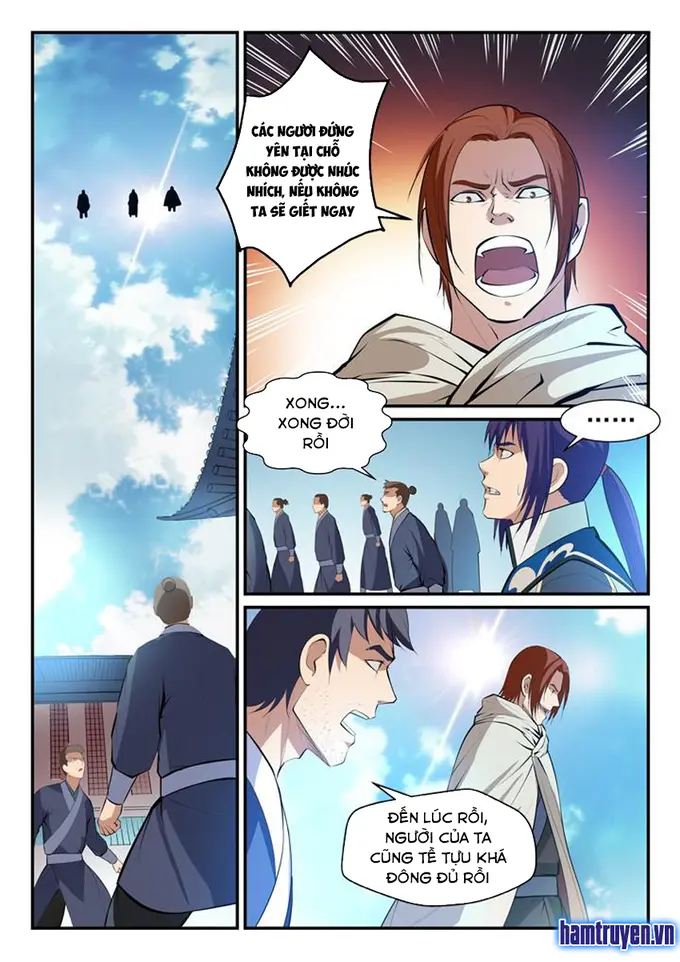 CÁC NGƯƠI ĐỨNG
YÊN TẠI CHỖ
KHÔNG ĐƯỢC NHÚC
NHÍCH, NẾU KHÔNG
TA SẼ GIẾT NGAY
XONG...
XONG ĐỜI
RỒI
.......
ĐẾN LÚC RỒI,
NGƯỜI CỦA TA
CŨNG TỀ TỰU KHÁ
ĐÔNG ĐỦ RỒI
hamtruyen.vn